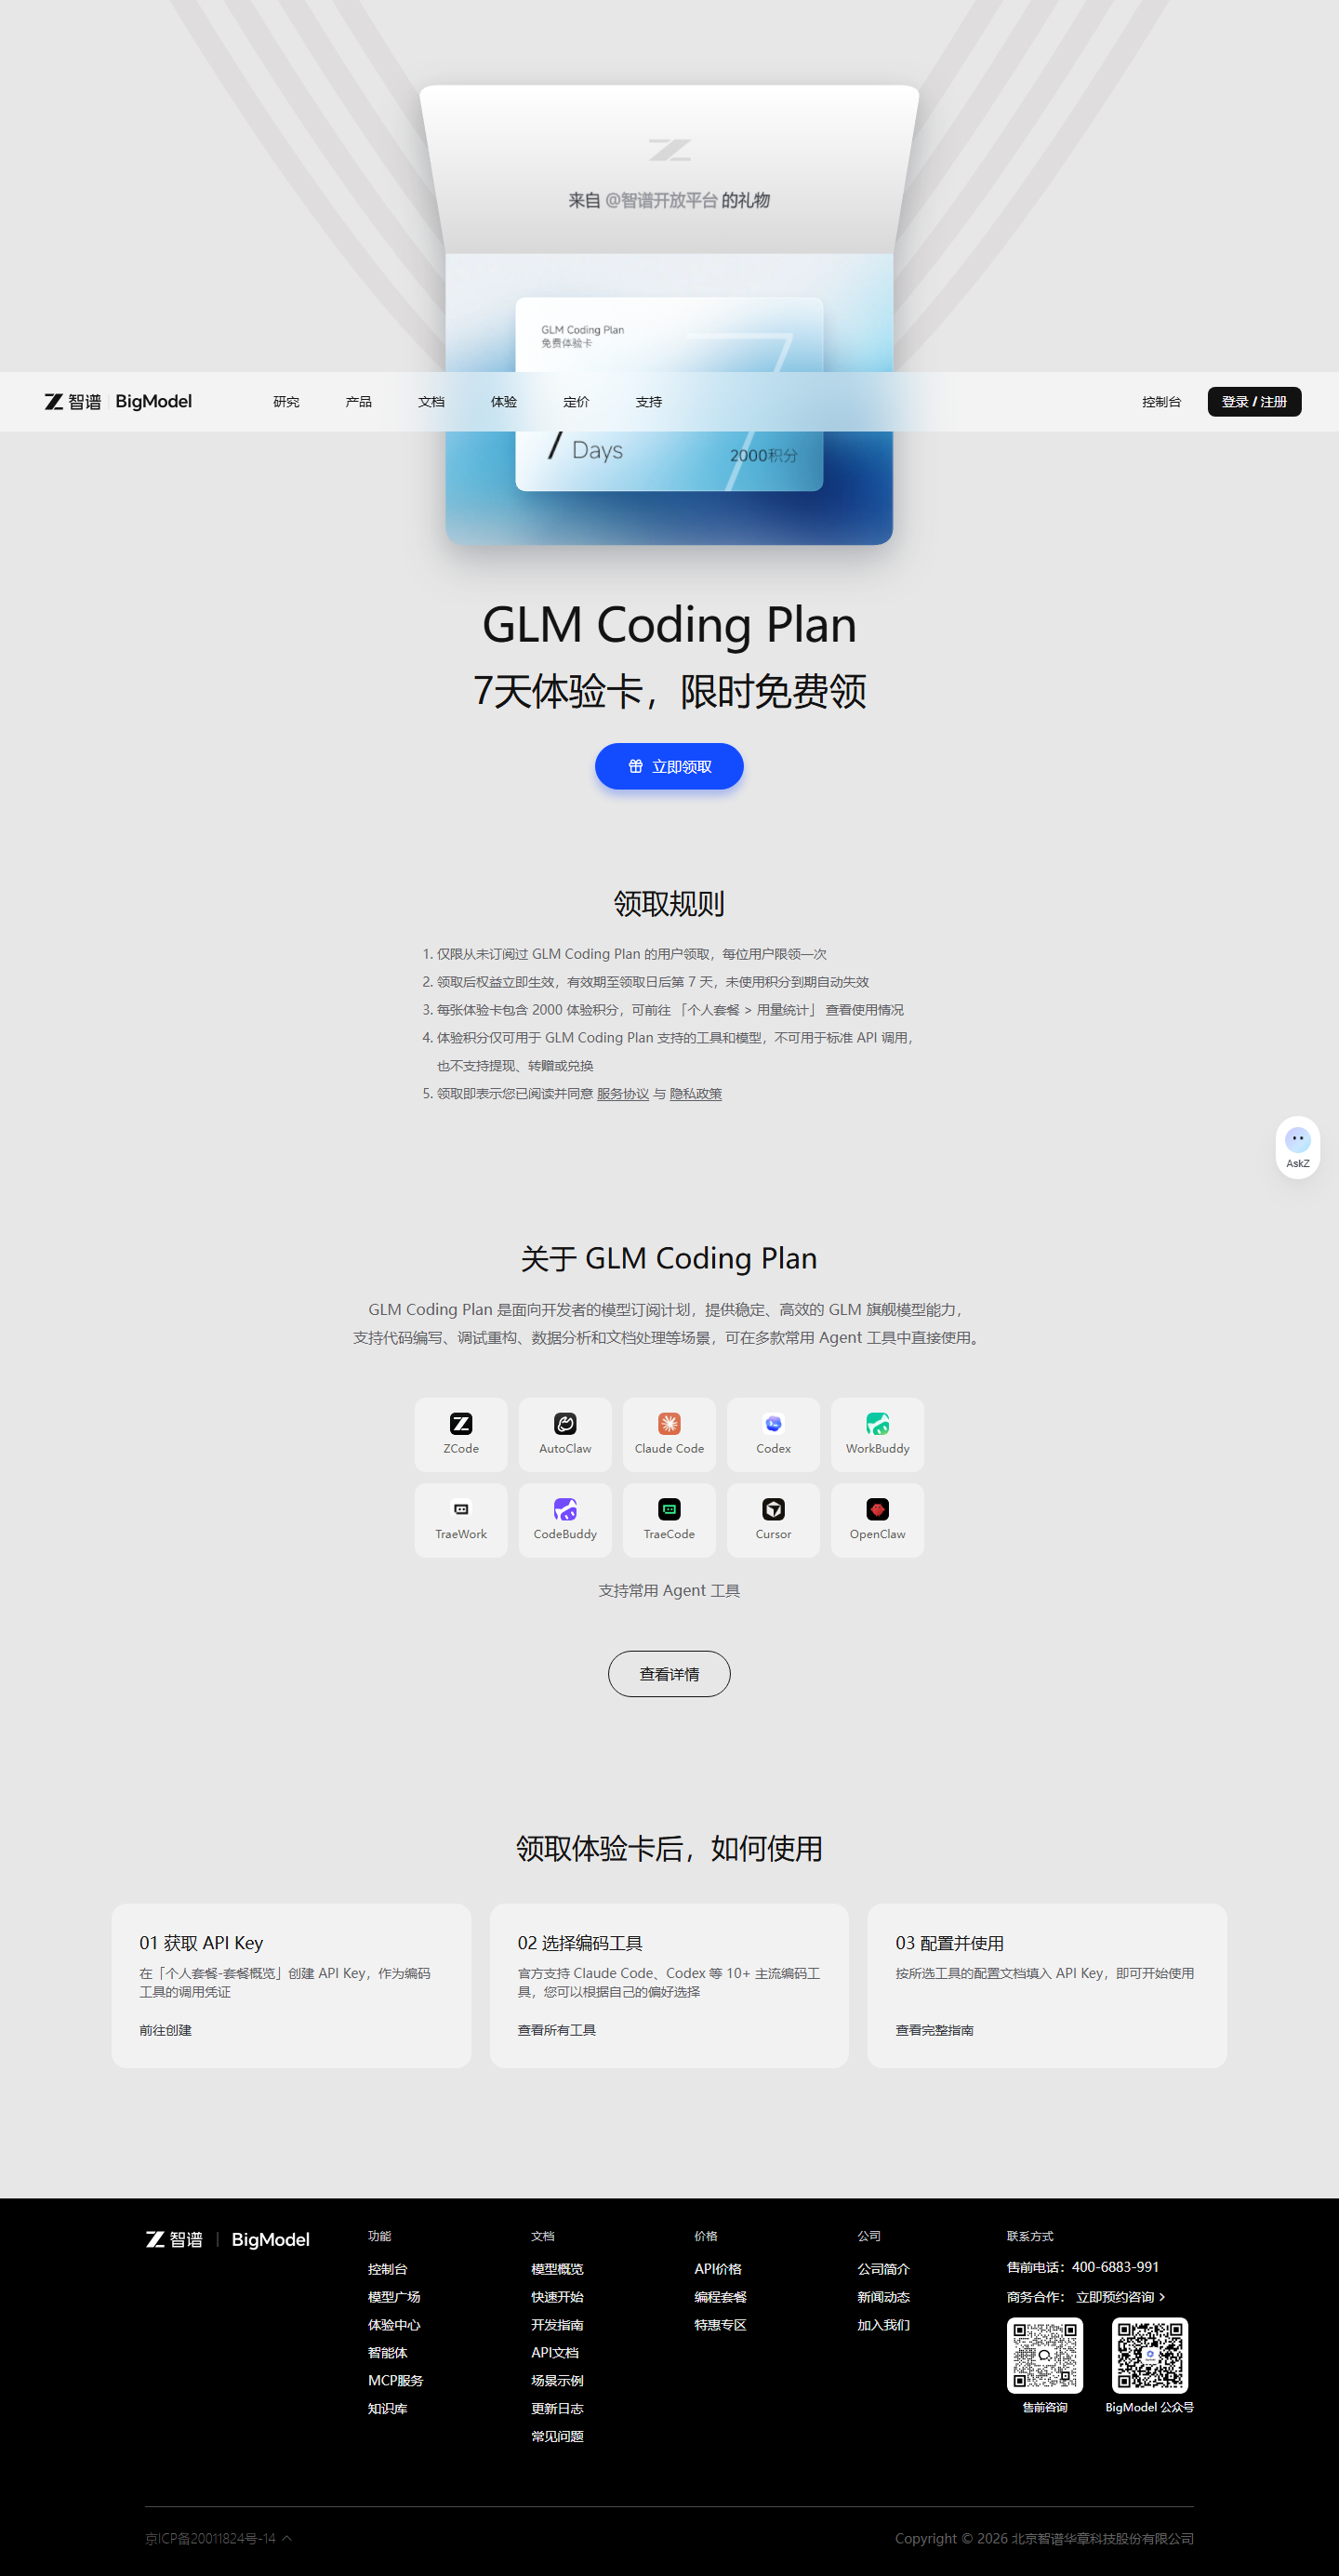 来自 @智谱开放平台 的礼物
GLM Coding Plan
免费体验卡
智谱 | BigModel
研究
产品
文档
体验
定价
支持
控制台
登录 / 注册
7 Days
2000积分
GLM Coding Plan
7天体验卡，限时免费领
立即领取
领取规则
1. 仅限从未订阅过 GLM Coding Plan 的用户领取，每位用户限领一次
2. 领取后权益立即生效，有效期至领取日后第 7 天，未使用积分到期自动失效
3. 每张体验卡包含 2000 体验积分，可前往 「个人套餐 > 用量统计」 查看使用情况
4. 体验积分仅可用于 GLM Coding Plan 支持的工具和模型，不可用于标准 API 调用，
也不支持提现、转赠或兑换
5. 领取即表示您已阅读并同意 服务协议 与 隐私政策
AskZ
关于 GLM Coding Plan
GLM Coding Plan 是面向开发者的模型订阅计划，提供稳定、高效的 GLM 旗舰模型能力，
支持代码编写、调试重构、数据分析和文档处理等场景，可在多款常用 Agent 工具中直接使用。
ZCode
AutoClaw
Claude Code
Codex
WorkBuddy
TraeWork
CodeBuddy
TraeCode
Cursor
OpenClaw
支持常用 Agent 工具
查看详情
领取体验卡后，如何使用
01 获取 API Key
在「个人套餐-套餐概览」创建 API Key，作为编码
工具的调用凭证
前往创建
02 选择编码工具
官方支持 Claude Code、Codex 等 10+ 主流编码工
具，您可以根据自己的偏好选择
查看所有工具
03 配置并使用
按所选工具的配置文档填入 API Key，即可开始使用
查看完整指南
智谱 | BigModel
功能
控制台
模型广场
体验中心
智能体
MCP服务
知识库
文档
模型概览
快速开始
开发指南
API文档
场景示例
更新日志
常见问题
价格
API价格
编程套餐
特惠专区
公司
公司简介
新闻动态
加入我们
联系方式
售前电话：400-6883-991
商务合作： 立即预约咨询
售前咨询
BigModel 公众号
京ICP备20011824号-14
Copyright © 2026 北京智谱华章科技股份有限公司